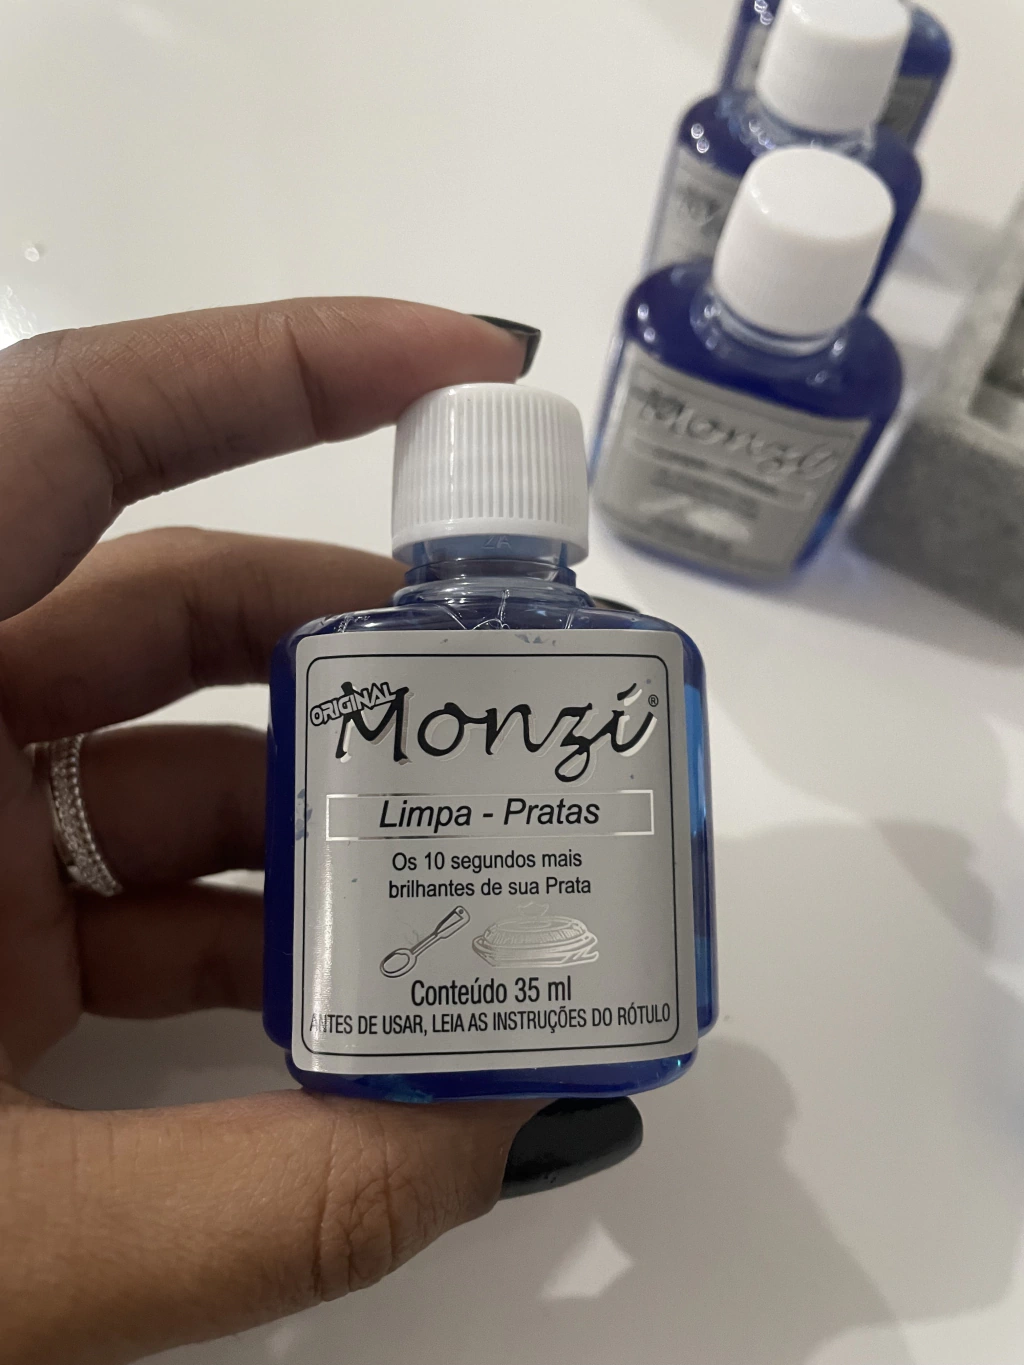 ORIGINAL
Monzi®
Limpa - Pratas
Os 10 segundos mais
brilhantes de sua Prata
Conteúdo 35 ml
ANTES DE USAR, LEIA AS INSTRUÇÕES DO RÓTULO
Monzi